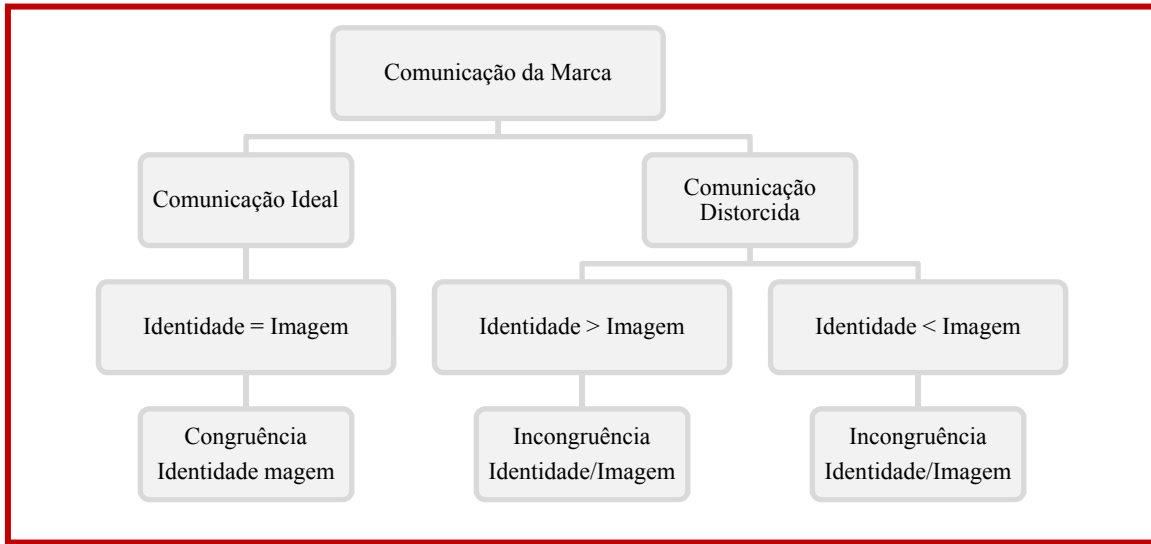 Comunicação da Marca
Comunicação Ideal
Comunicação
Distorcida
Identidade = Imagem
Identidade > Imagem
Identidade < Imagem
Congruência
Identidade magem
Incongruência
Identidade/Imagem
Incongruência
Identidade/Imagem